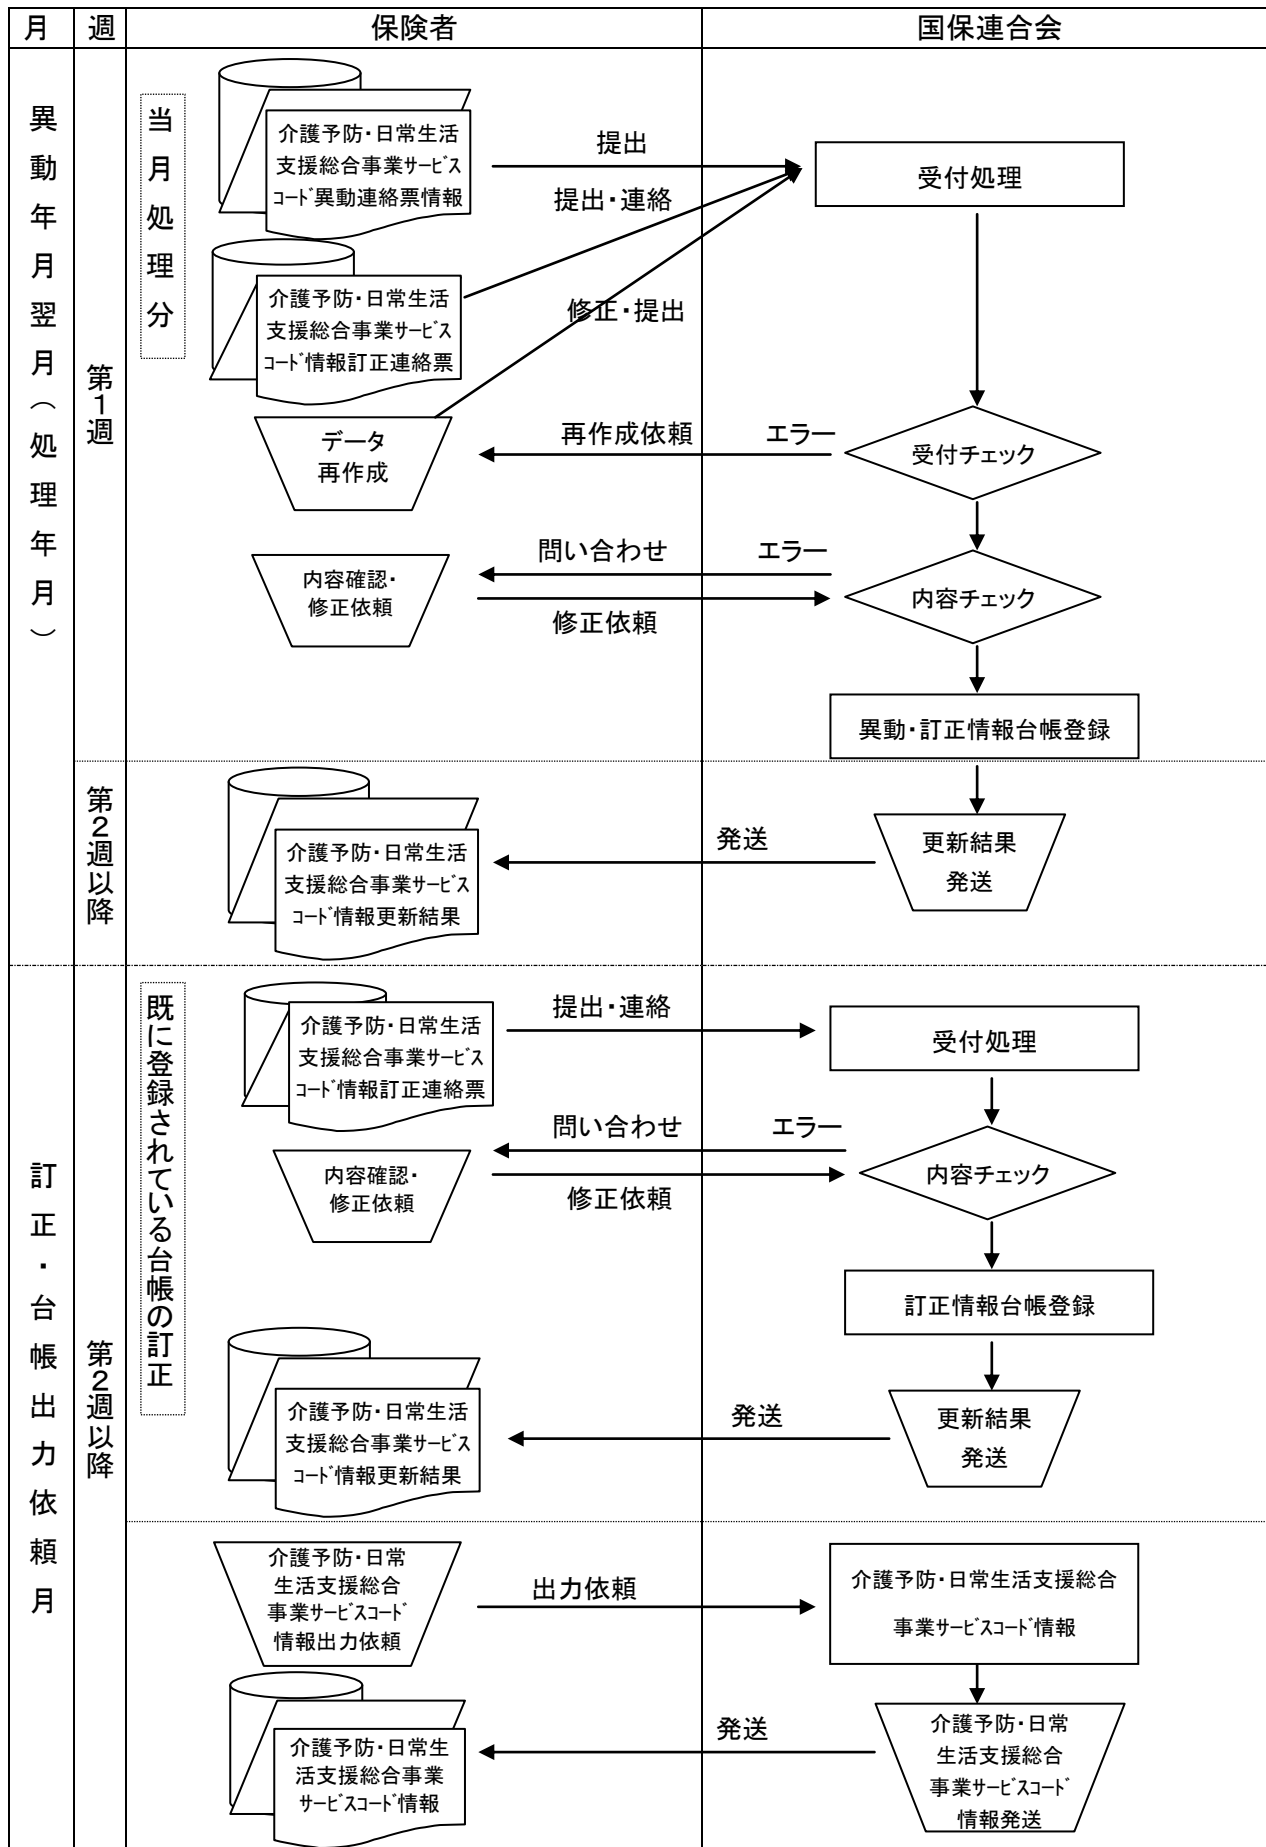 月
週
保険者
国保連合会
異動年月翌月（処理年月）
第1週
当月処理分
介護予防・日常生活
支援総合事業サービス
コード異動連絡票情報
提出
受付処理
提出・連絡
介護予防・日常生活
支援総合事業サービス
コード情報訂正連絡票
修正・提出
データ
再作成
再作成依頼
エラー
受付チェック
問い合わせ
エラー
内容確認・
修正依頼
内容チェック
修正依頼
異動・訂正情報台帳登録
第2週以降
介護予防・日常生活
支援総合事業サービス
コード情報更新結果
発送
更新結果
発送
訂正・台帳出力依頼月
第2週以降
既に登録されている台帳の訂正
介護予防・日常生活
支援総合事業サービス
コード情報訂正連絡票
提出・連絡
受付処理
問い合わせ
エラー
内容確認・
修正依頼
内容チェック
修正依頼
訂正情報台帳登録
介護予防・日常生活
支援総合事業サービス
コード情報更新結果
発送
更新結果
発送
介護予防・日常
生活支援総合
事業サービスコード
情報出力依頼
出力依頼
介護予防・日常生活支援総合
事業サービスコード情報
介護予防・日常生
活支援総合事業
サービスコード情報
発送
介護予防・日常
生活支援総合
事業サービスコード
情報発送